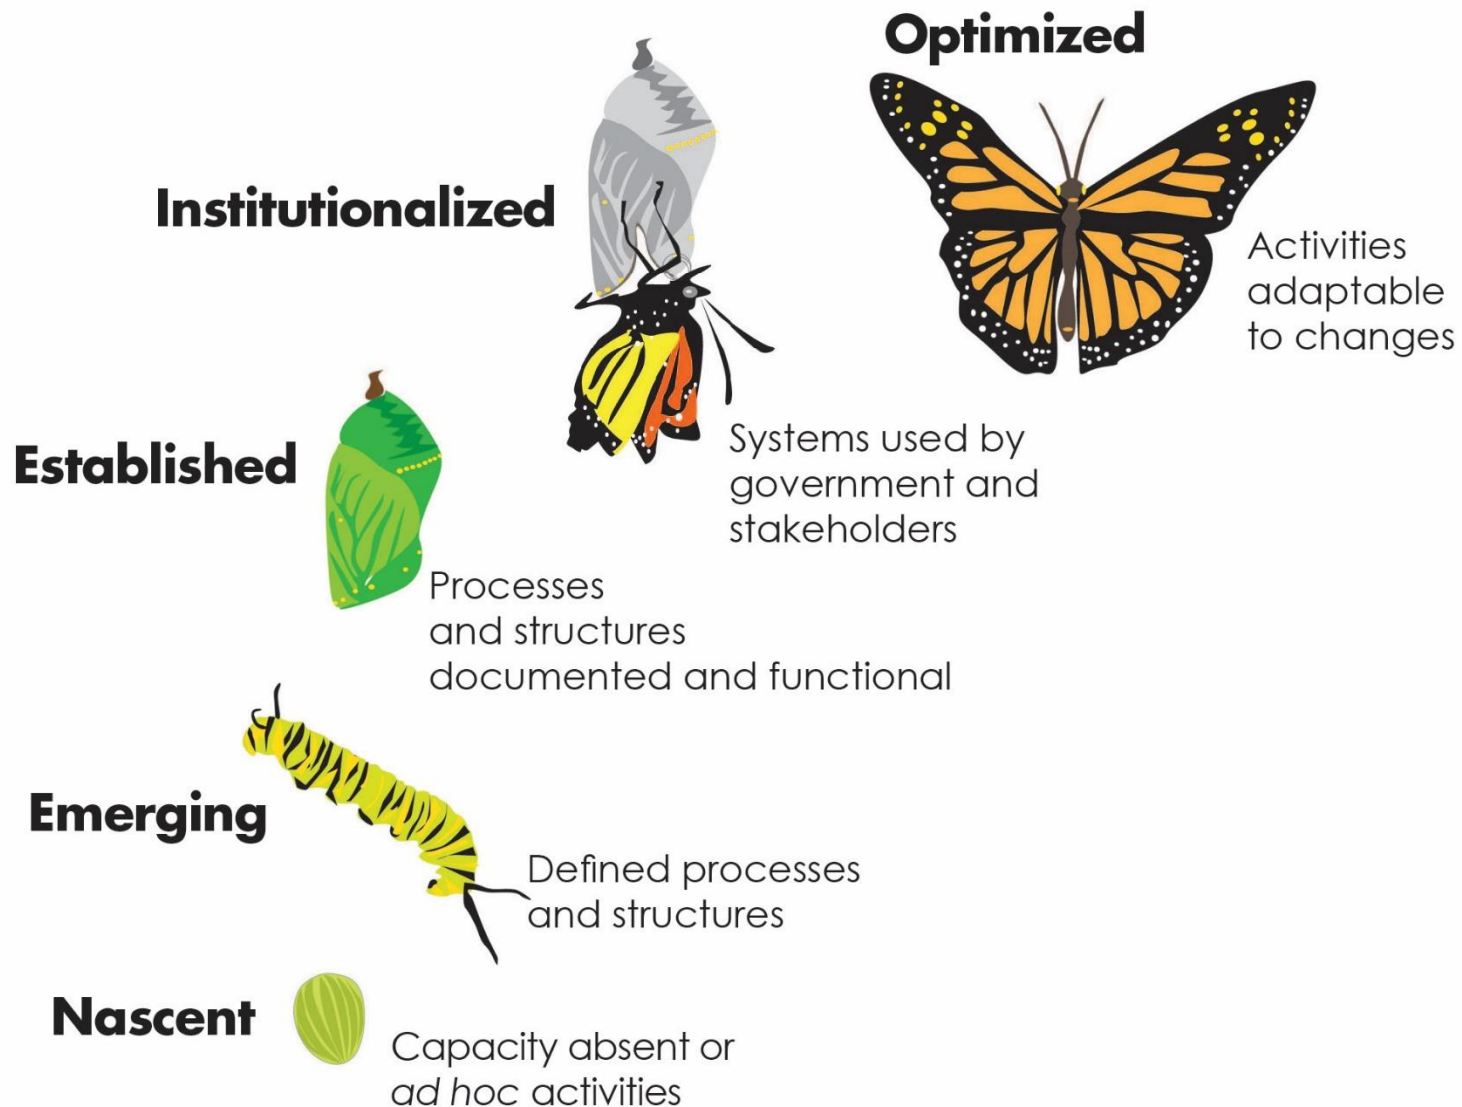 Optimized
Activities
adaptable
to changes
Institutionalized
Systems used by
government and
stakeholders
Established
Processes
and structures
documented and functional
Emerging
Defined processes
and structures
Nascent
Capacity absent or
ad hoc activities